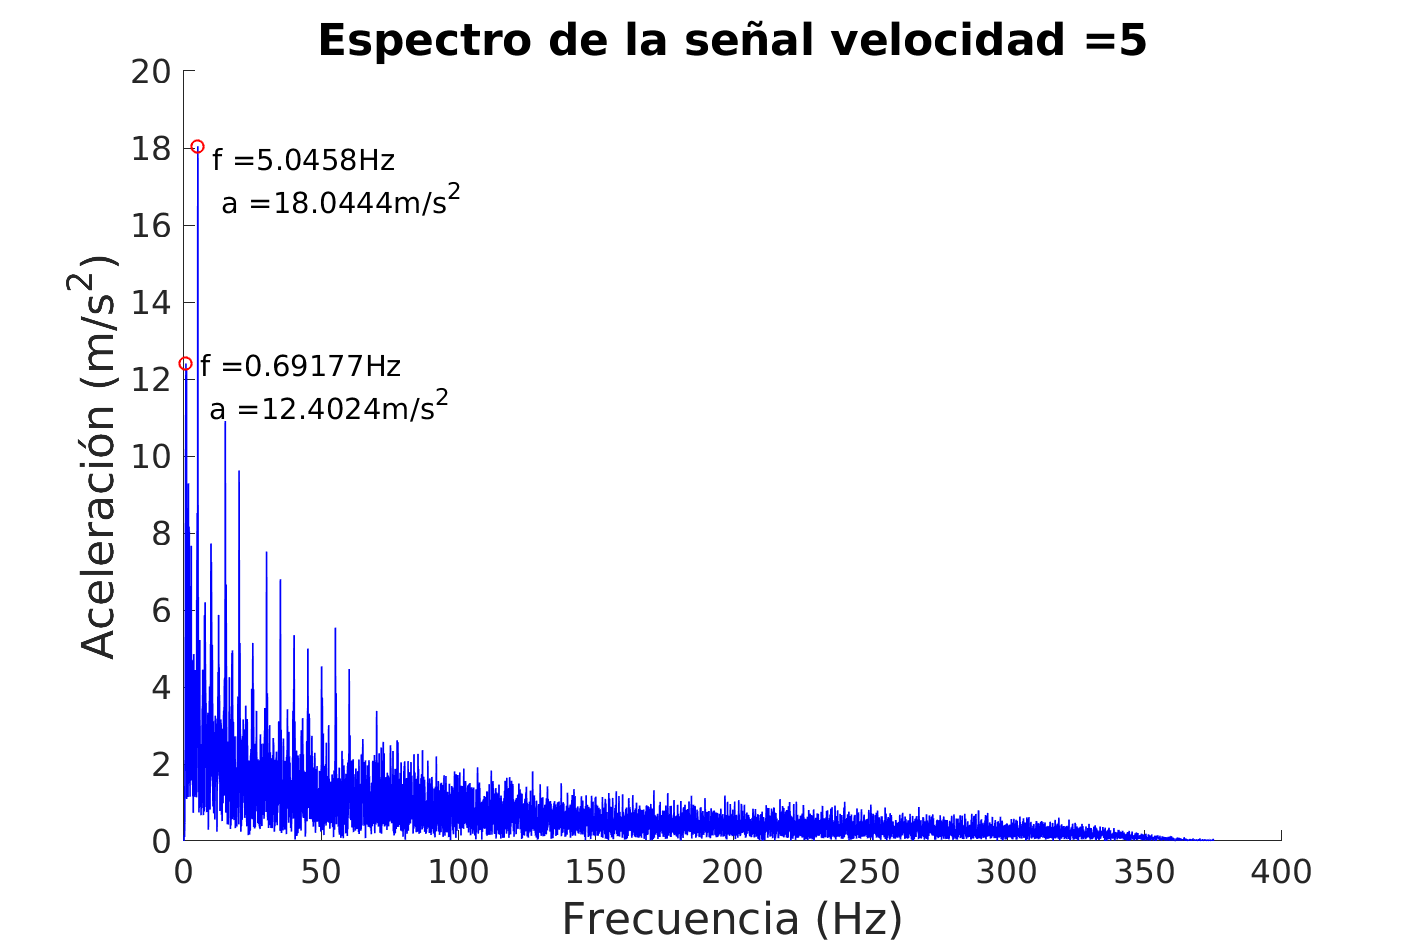 Espectro de la señal velocidad =5
20
18
16
14
12
10
8
6
4
2
0
f =5.0458Hz
a =18.0444m/s²
f =0.69177Hz
a =12.4024m/s²
Aceleración (m/s²)
0 50 100 150 200 250 300 350 400
Frecuencia (Hz)